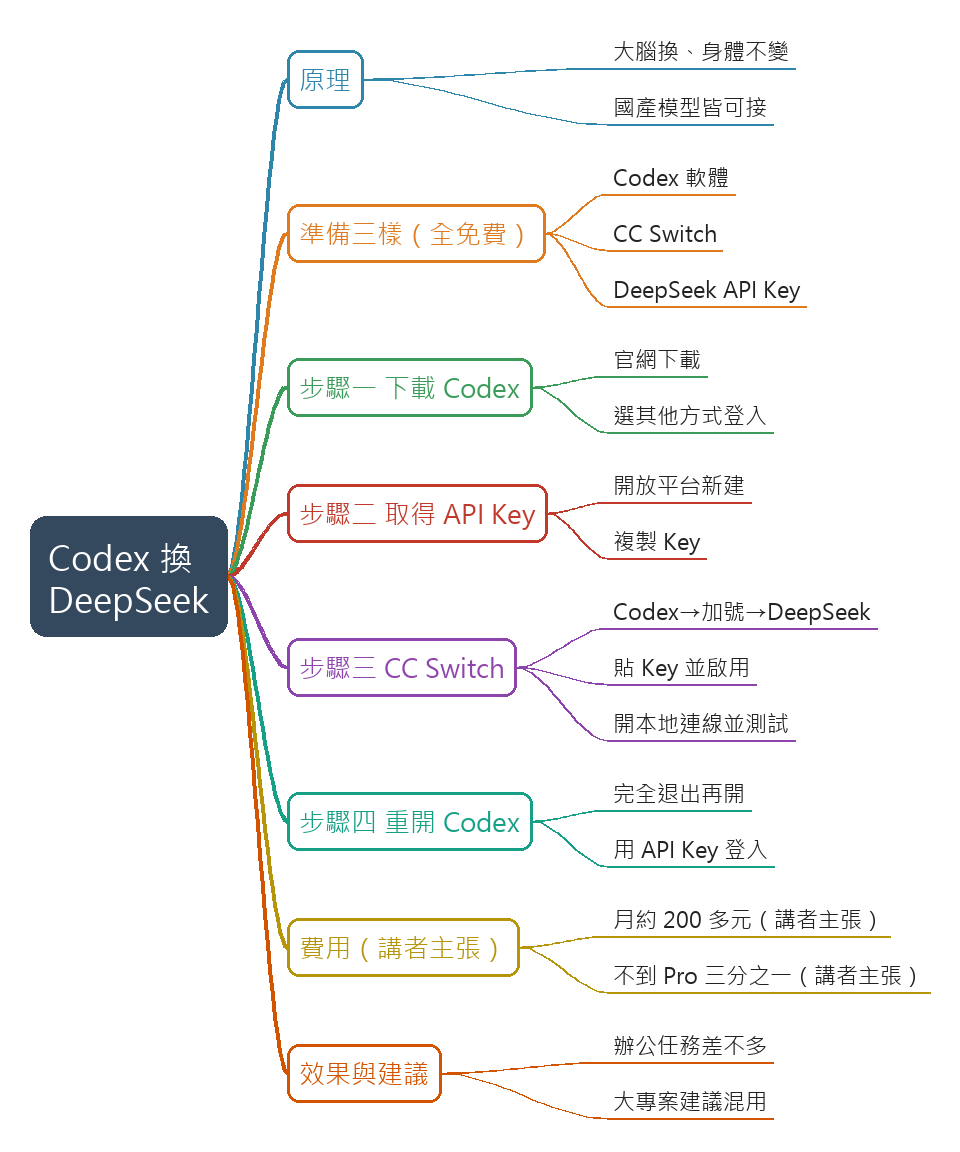 Codex 換
DeepSeek
原理
大腦換、身體不變
國產模型皆可接
準備三樣（全免費）
Codex 軟體
CC Switch
DeepSeek API Key
步驟一 下載 Codex
官網下載
選其他方式登入
步驟二 取得 API Key
開放平台新建
複製 Key
步驟三 CC Switch
Codex→加號→DeepSeek
貼 Key 並啟用
開本地連線並測試
步驟四 重開 Codex
完全退出再開
用 API Key 登入
費用（講者主張）
月約 200 多元（講者主張）
不到 Pro 三分之一（講者主張）
效果與建議
辦公任務差不多
大專案建議混用